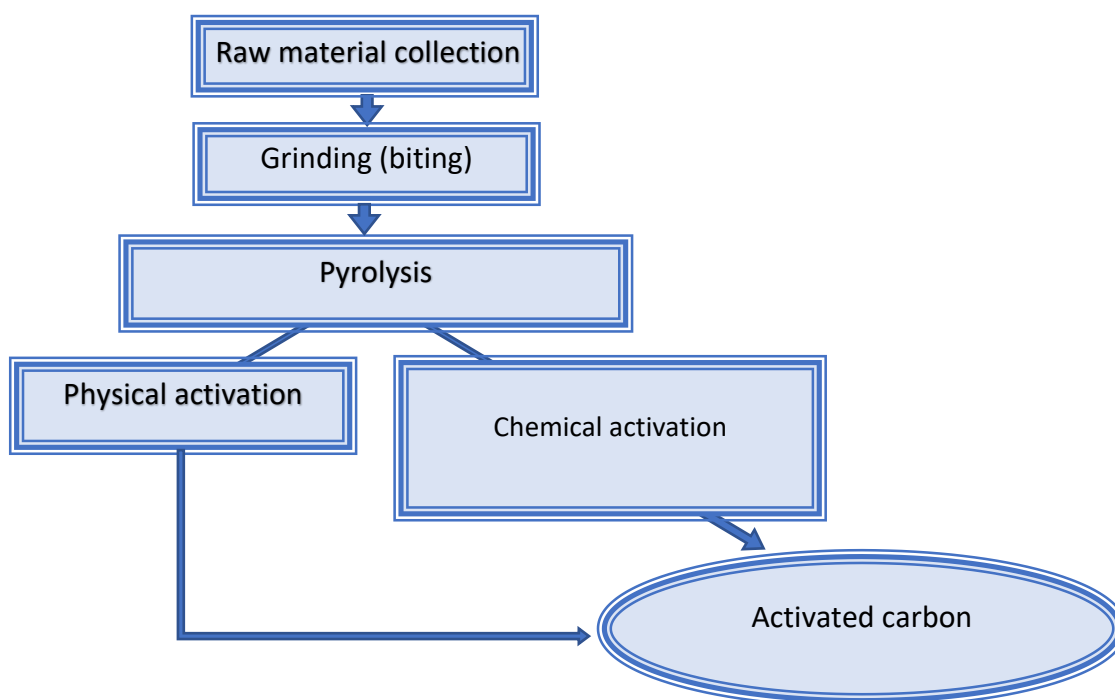 Raw material collection
Grinding (biting)
Pyrolysis
Physical activation
Chemical activation
Activated carbon